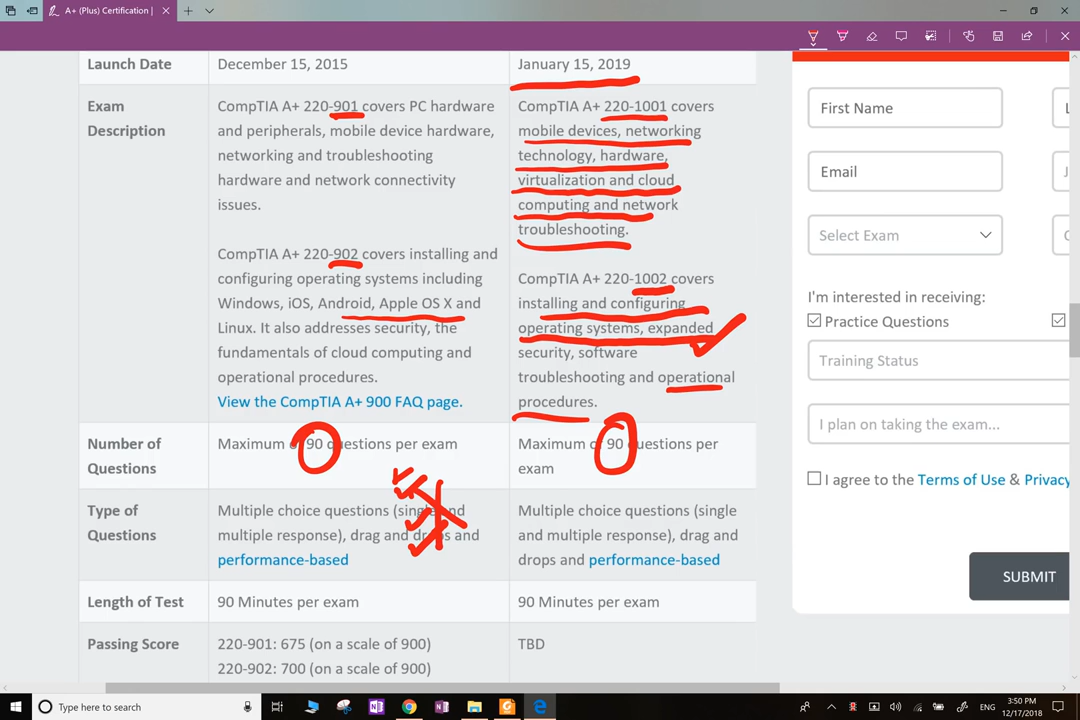 A+ (Plus) Certification |
Launch Date
December 15, 2015
January 15, 2019
Exam
Description
CompTIA A+ 220-901 covers PC hardware
and peripherals, mobile device hardware,
networking and troubleshooting
hardware and network connectivity
issues.
CompTIA A+ 220-902 covers installing and
configuring operating systems including
Windows, iOS, Android, Apple OS X and
Linux. It also addresses security, the
fundamentals of cloud computing and
operational procedures.
View the CompTIA A+ 900 FAQ page.
CompTIA A+ 220-1001 covers
mobile devices, networking
technology, hardware,
virtualization and cloud
computing and network
troubleshooting.
CompTIA A+ 220-1002 covers
installing and configuring
operating systems, expanded
security, software
troubleshooting and operational
procedures.
Number of
Questions
Maximum of 90 questions per exam
Maximum of 90 questions per
exam
Type of
Questions
Multiple choice questions (single and
multiple response), drag and drops and
performance-based
Multiple choice questions (single
and multiple response), drag and
drops and performance-based
Length of Test
90 Minutes per exam
90 Minutes per exam
Passing Score
220-901: 675 (on a scale of 900)
220-902: 700 (on a scale of 900)
TBD
First Name
L
Email
J
Select Exam
C
I'm interested in receiving:
Practice Questions
Training Status
I plan on taking the exam...
I agree to the Terms of Use & Privacy
SUBMIT
Type here to search
ENG
3:50 PM
12/17/2018